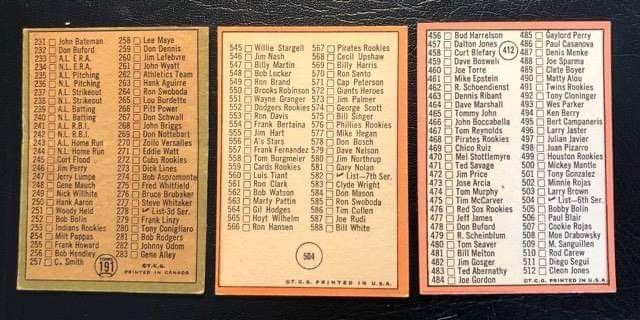 231 John Bateman
232 Don Buford
233 A.L. E.R.A.
234 N.L. E.R.A.
235 A.L. Pitching
236 N.L. Pitching
237 A.L. Strikeout
238 N.L. Strikeout
239 A.L. Batting
240 N.L. Batting
241 A.L. R.B.I.
242 N.L. R.B.I.
243 A.L. Home Run
244 N.L. Home Run
245 Curt Flood
246 Jim Perry
247 Jerry Lumpe
248 Gene Mauch
249 Nick Willhite
250 Hank Aaron
251 Woody Held
252 Bob Bolin
253 Indians Rookies
254 Milt Pappas
255 Frank Howard
256 Bob Hendley
257 C. Smith
258 Lee Maye
259 Don Dennis
260 Jim Lefebvre
261 John Wyatt
262 Athletics Team
263 Hank Aguirre
264 Ron Swoboda
265 Lou Burdette
266 Pitt Power
267 Don Schwall
268 John Briggs
269 Don Nottebart
270 Zoilo Versalles
271 Eddie Watt
272 Cubs Rookies
273 Dick Lines
274 Bob Aspromonte
275 Fred Whitfield
276 Bruce Brubaker
277 Steve Whitaker
278 List-3d Ser.
279 Frank Linzy
280 Tony Conigliaro
281 Bob Rodgers
282 Johnny Odom
283 Gene Alley
191
©T.C.G.
PRINTED IN CANADA
545 Willie Stargell
546 Jim Nash
547 Billy Martin
548 Bob Locker
549 Ron Brand
550 Brooks Robinson
551 Wayne Granger
552 Dodgers Rookies
553 Ron Davis
554 Frank Bertaina
555 Jim Hart
556 A's Stars
557 Frank Fernandez
558 Tom Burgmeier
559 Cards Rookies
560 Luis Tiant
561 Ron Clark
562 Bob Watson
563 Marty Pattin
564 Gil Hodges
565 Hoyt Wilhelm
566 Ron Hansen
567 Pirates Rookies
568 Cecil Upshaw
569 Billy Harris
570 Ron Santo
571 Cap Peterson
572 Giants Heroes
573 Jim Palmer
574 George Scott
575 Bill Singer
576 Phillies Rookies
577 Mike Hegan
578 Don Bosch
579 Dave Nelson
580 Jim Northrup
581 Gary Nolan
582 List-7th Ser.
583 Clyde Wright
584 Don Mason
585 Ron Swoboda
586 Tim Cullen
587 Joe Rudi
588 Bill White
504
©T.C.G. PRINTED IN U.S.A.
456 Bud Harrelson
457 Dalton Jones
458 Curt Blefary
459 Dave Boswell
460 Joe Torre
461 Mike Epstein
462 R. Schoendienst
463 Dennis Ribant
464 Dave Marshall
465 Tommy John
466 John Boccabella
467 Tom Reynolds
468 Pirates Rookies
469 Chico Ruiz
470 Mel Stottlemyre
471 Ted Savage
472 Jim Price
473 Jose Arcia
474 Tom Murphy
475 Tim McCarver
476 Red Sox Rookies
477 Jeff James
478 Don Buford
479 R. Scheinblum
480 Tom Seaver
481 Bill Melton
482 Jim Gosger
483 Ted Abernathy
484 Joe Gordon
412
485 Gaylord Perry
486 Paul Casanova
487 Denis Menke
488 Joe Sparma
489 Clete Boyer
490 Matty Alou
491 Twins Rookies
492 Tony Cloninger
493 Wes Parker
494 Ken Berry
495 Bert Campaneris
496 Larry Jaster
497 Julian Javier
498 Juan Pizarro
499 Houston Rookies
500 Mickey Mantle
501 Tony Gonzalez
502 Minnie Rojas
503 Larry Brown
504 List-6th Ser.
505 Bobby Bolin
506 Paul Blair
507 Cookie Rojas
508 Moe Drabowsky
509 M. Sanguillen
510 Rod Carew
511 Diego Segui
512 Cleon Jones
©T.C.G. PRINTED IN U.S.A.